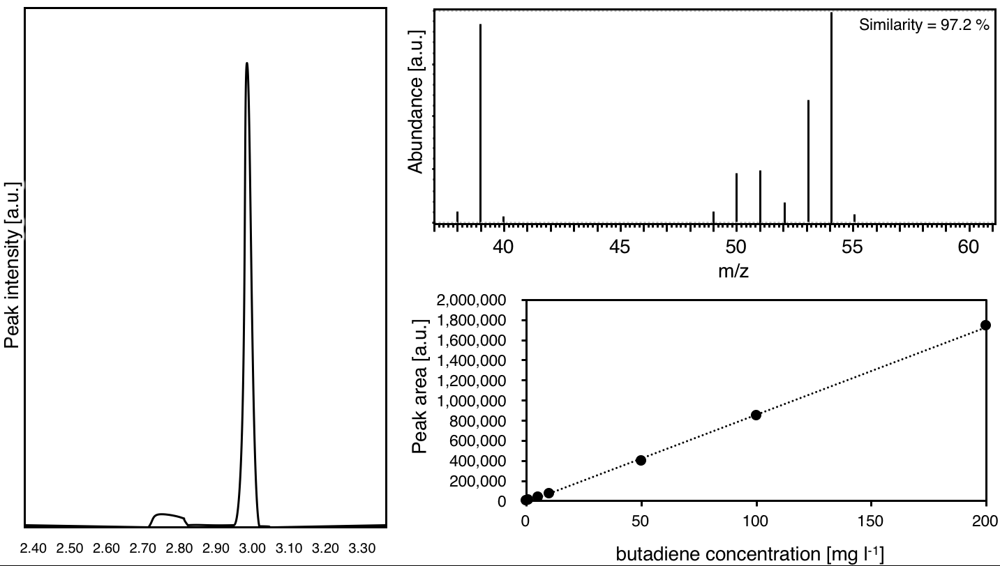 Peak intensity [a.u.]
2.40 2.50 2.60 2.70 2.80 2.90 3.00 3.10 3.20 3.30
Abundance [a.u.]
Similarity = 97.2 %
40 45 50 55 60
m/z
Peak area [a.u.]
2,000,000
1,800,000
1,600,000
1,400,000
1,200,000
1,000,000
800,000
600,000
400,000
200,000
0
0 50 100 150 200
butadiene concentration [mg l⁻¹]